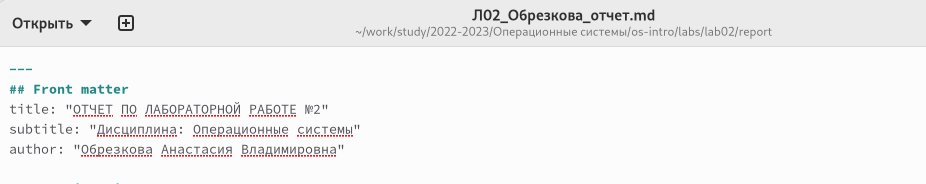 Открыть
Л02_Обрезкова_отчет.md
~/work/study/2022-2023/Операционные системы/os-intro/labs/lab02/report
---
## Front matter
title: "ОТЧЕТ ПО ЛАБОРАТОРНОЙ РАБОТЕ №2"
subtitle: "Дисциплина: Операционные системы"
author: "Обрезкова Анастасия Владимировна"